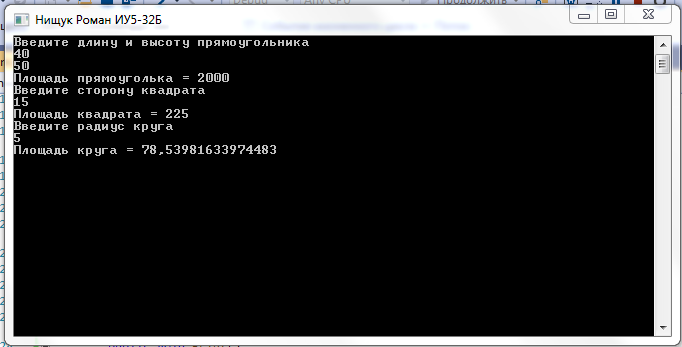 Нищук Роман ИУ5-32Б
Введите длину и высоту прямоугольника
40
50
Площадь прямоуголька = 2000
Введите сторону квадрата
15
Площадь квадрата = 225
Введите радиус круга
5
Площадь круга = 78,53981633974483